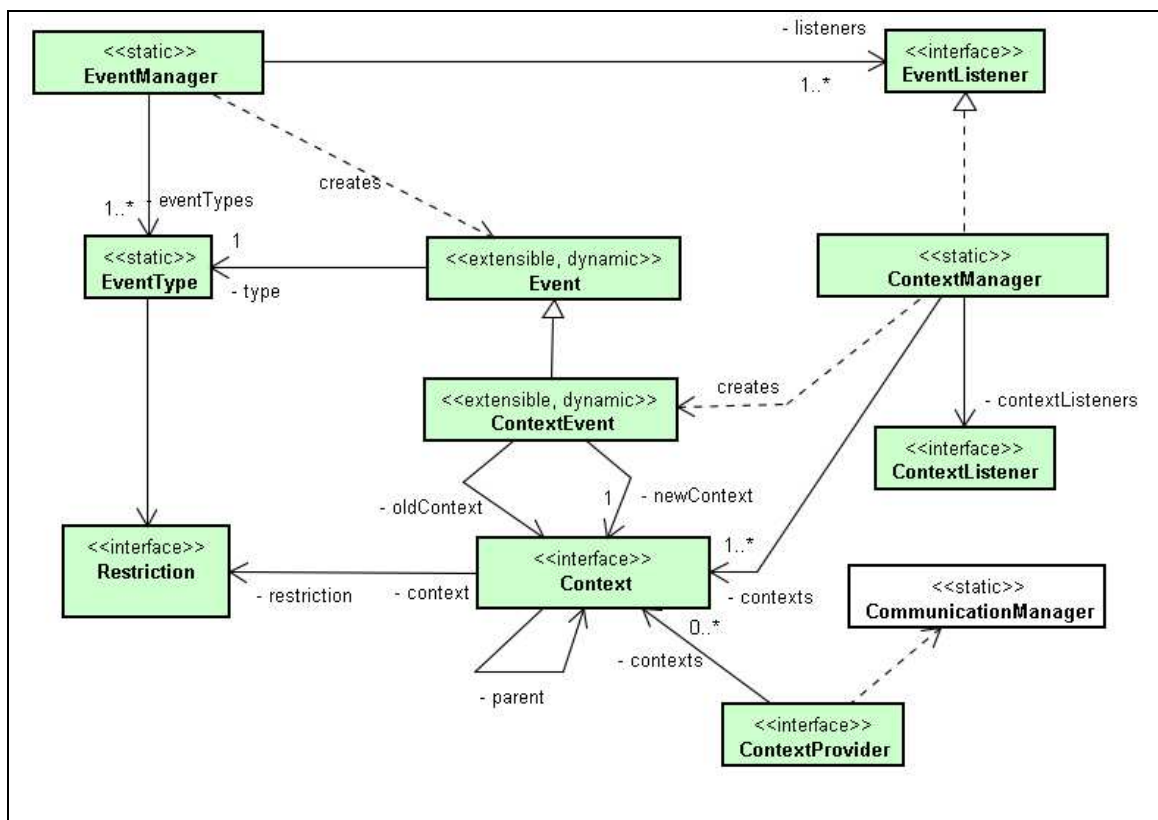 - listeners
<<static>>
EventManager
<<interface>>
EventListener
1..*
creates
- eventTypes
1..*
<<static>>
EventType
1
- type
<<extensible, dynamic>>
Event
<<static>>
ContextManager
<<extensible, dynamic>>
ContextEvent
creates
- contextListeners
<<interface>>
ContextListener
- oldContext
1
- newContext
<<interface>>
Restriction
- restriction
- context
<<interface>>
Context
1..*
- contexts
<<static>>
CommunicationManager
0..*
- contexts
- parent
<<interface>>
ContextProvider